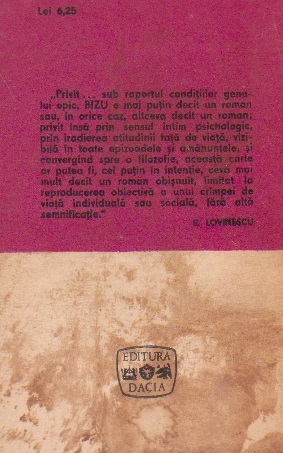 Lei 6,25
„Privit... sub raportul condițiilor genu-
lui epic, BIZU e mai puțin decît un roman
sau, în orice caz, altceva decît un roman;
privit însă prin sensul intim psihologic,
prin iradierea atitudinii față de viață, vizi-
bilă în toate episoadele și amănuntele, și
convergînd spre o filozofie, această carte
ar putea fi, cel puțin în intenție, ceva mai
mult decît un roman obișnuit, limitat la
reproducerea obiectivă a unui crîmpei de
viață individuală sau socială, fără altă
semnificație."
E. LOVINESCU
EDITURA
DACIA